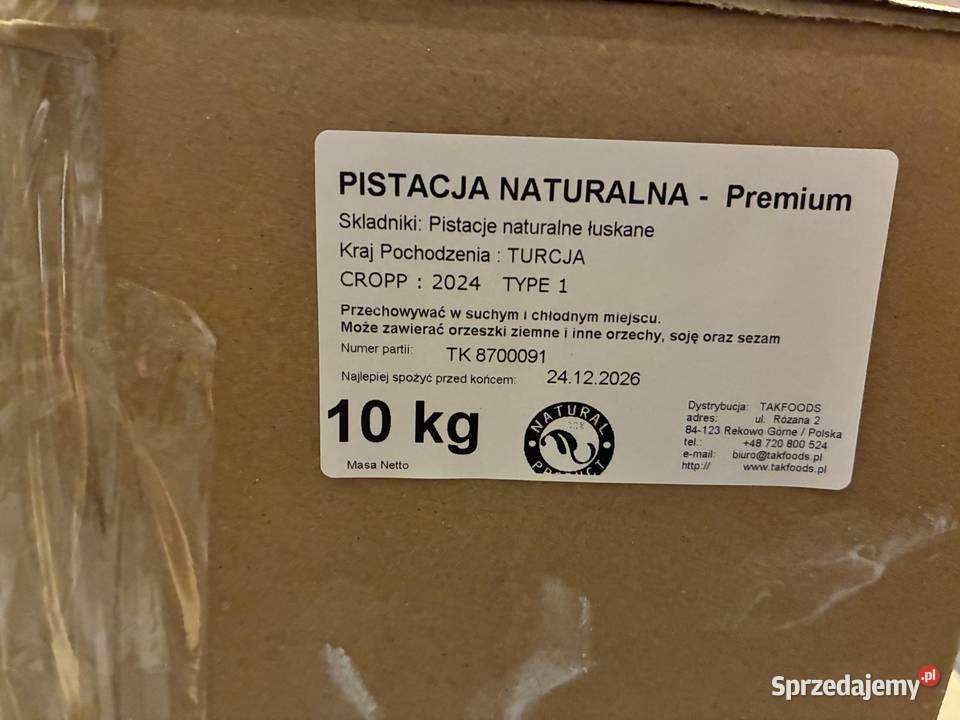 PISTACJA NATURALNA - Premium
Skladniki: Pistacje naturalne łuskane
Kraj Pochodzenia : TURCJA
CROPP : 2024 TYPE 1
Przechowywać w suchym i chłodnym miejscu.
Może zawierać orzeszki ziemne i inne orzechy, soję oraz sezam
Numer partii: TK 8700091
Najlepiej spożyć przed końcem: 24.12.2026
10 kg
Masa Netto
NATURAL
PRODUCT
Dystrybucja: TAKFOODS
adres: ul. Rózana 2
84-123 Rekowo Górne / Polska
tel.: +48 720 800 524
e-mail: biuro@takfoods.pl
http:// www.takfoods.pl
Sprzedajemy.pl